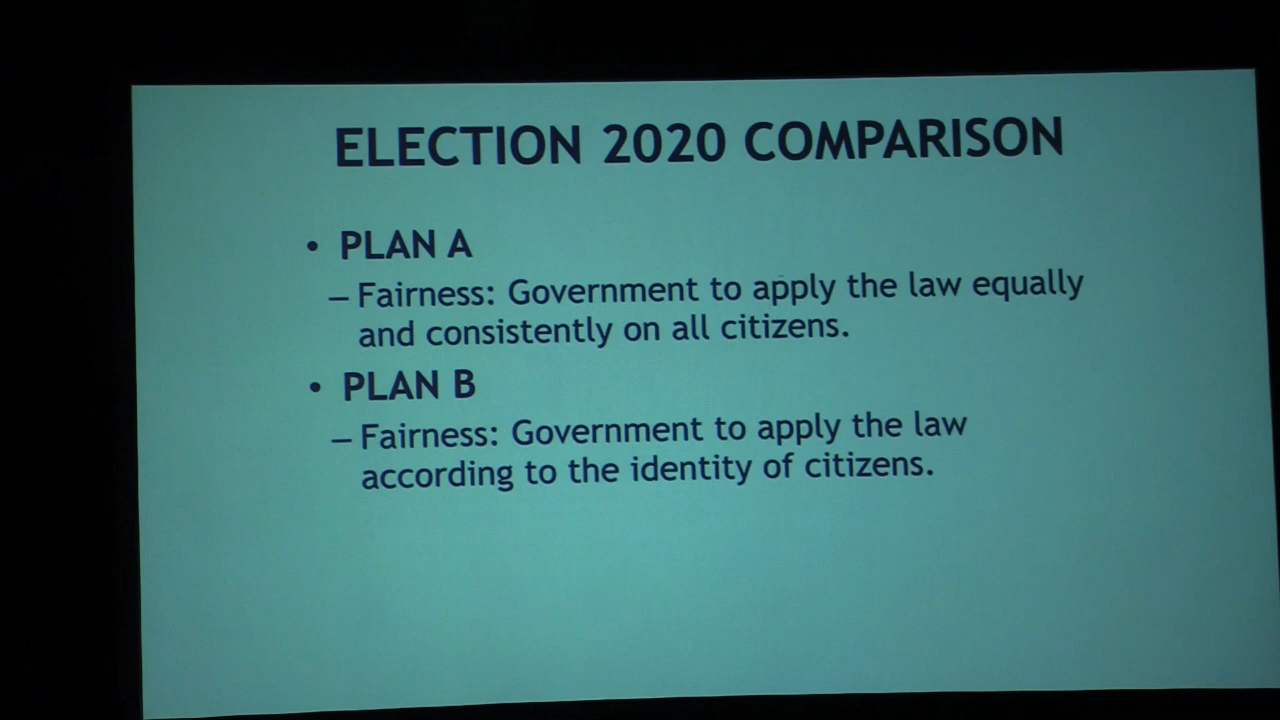 ELECTION 2020 COMPARISON
• PLAN A
– Fairness: Government to apply the law equally
and consistently on all citizens.
• PLAN B
– Fairness: Government to apply the law
according to the identity of citizens.